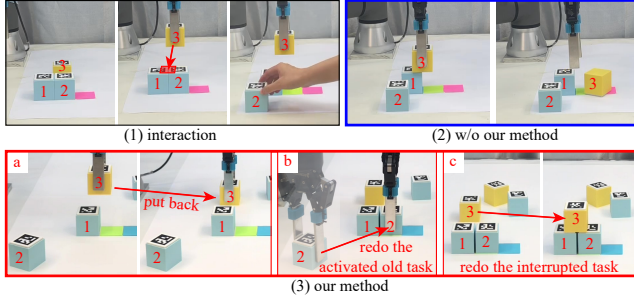 3
1 2
3
1 2
3
2
(1) interaction
3
1
2
1
2
3
(2) w/o our method
a
3
put back
3
1
1
2
2
b
1 2
2
redo the
activated old task
c
3
3
1 2
1 2
redo the interrupted task
(3) our method